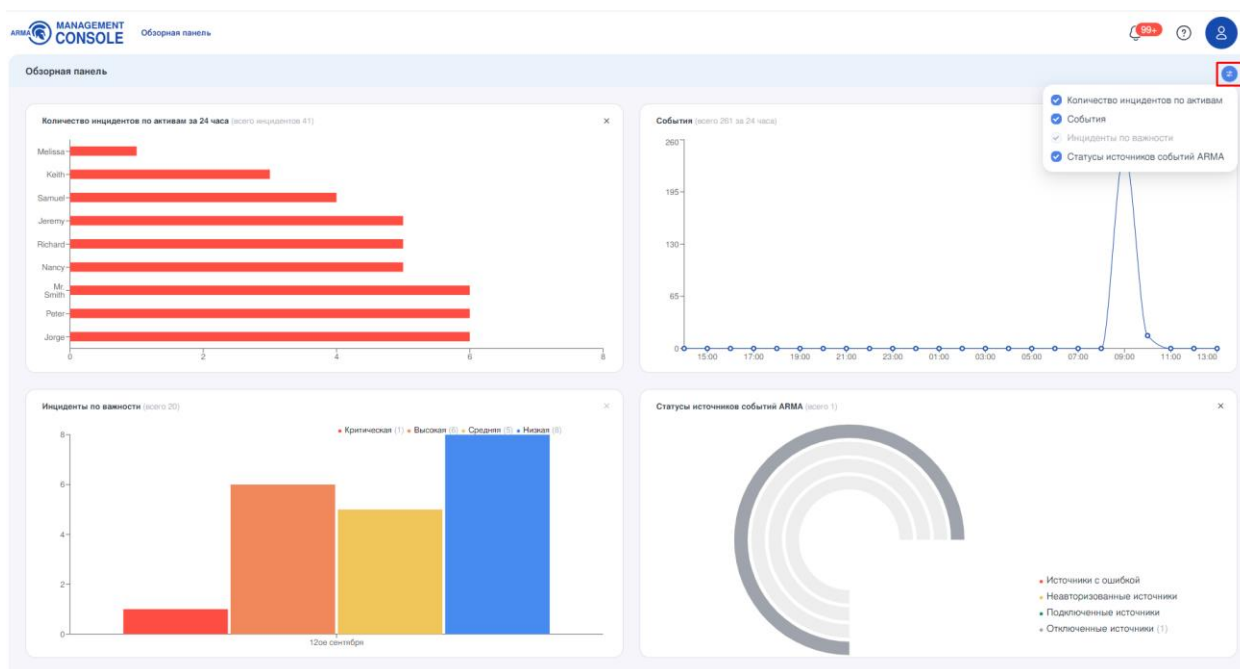 ARMA
MANAGEMENT
CONSOLE
Обзорная панель
99+
?
Обзорная панель
Количество инцидентов по активам
События
Инциденты по важности
Статусы источников событий ARMA
Количество инцидентов по активам за 24 часа (всего инцидентов 41)
Melissa
Keith
Samuel
Jeremy
Richard
Nancy
Mr.
Smith
Peter
Jorge
0 2 4 6 8
События (всего 261 за 24 часа)
260
195
130
65
0
15:00 17:00 19:00 21:00 23:00 01:00 03:00 05:00 07:00 09:00 11:00 13:00
Инциденты по важности (всего 20)
Критическая (1) Высокая (6) Средняя (5) Низкая (8)
8
6
4
2
0
12ое сентября
Статусы источников событий ARMA (всего 1)
Источники с ошибкой
Неавторизованные источники
Подключенные источники
Отключенные источники (1)